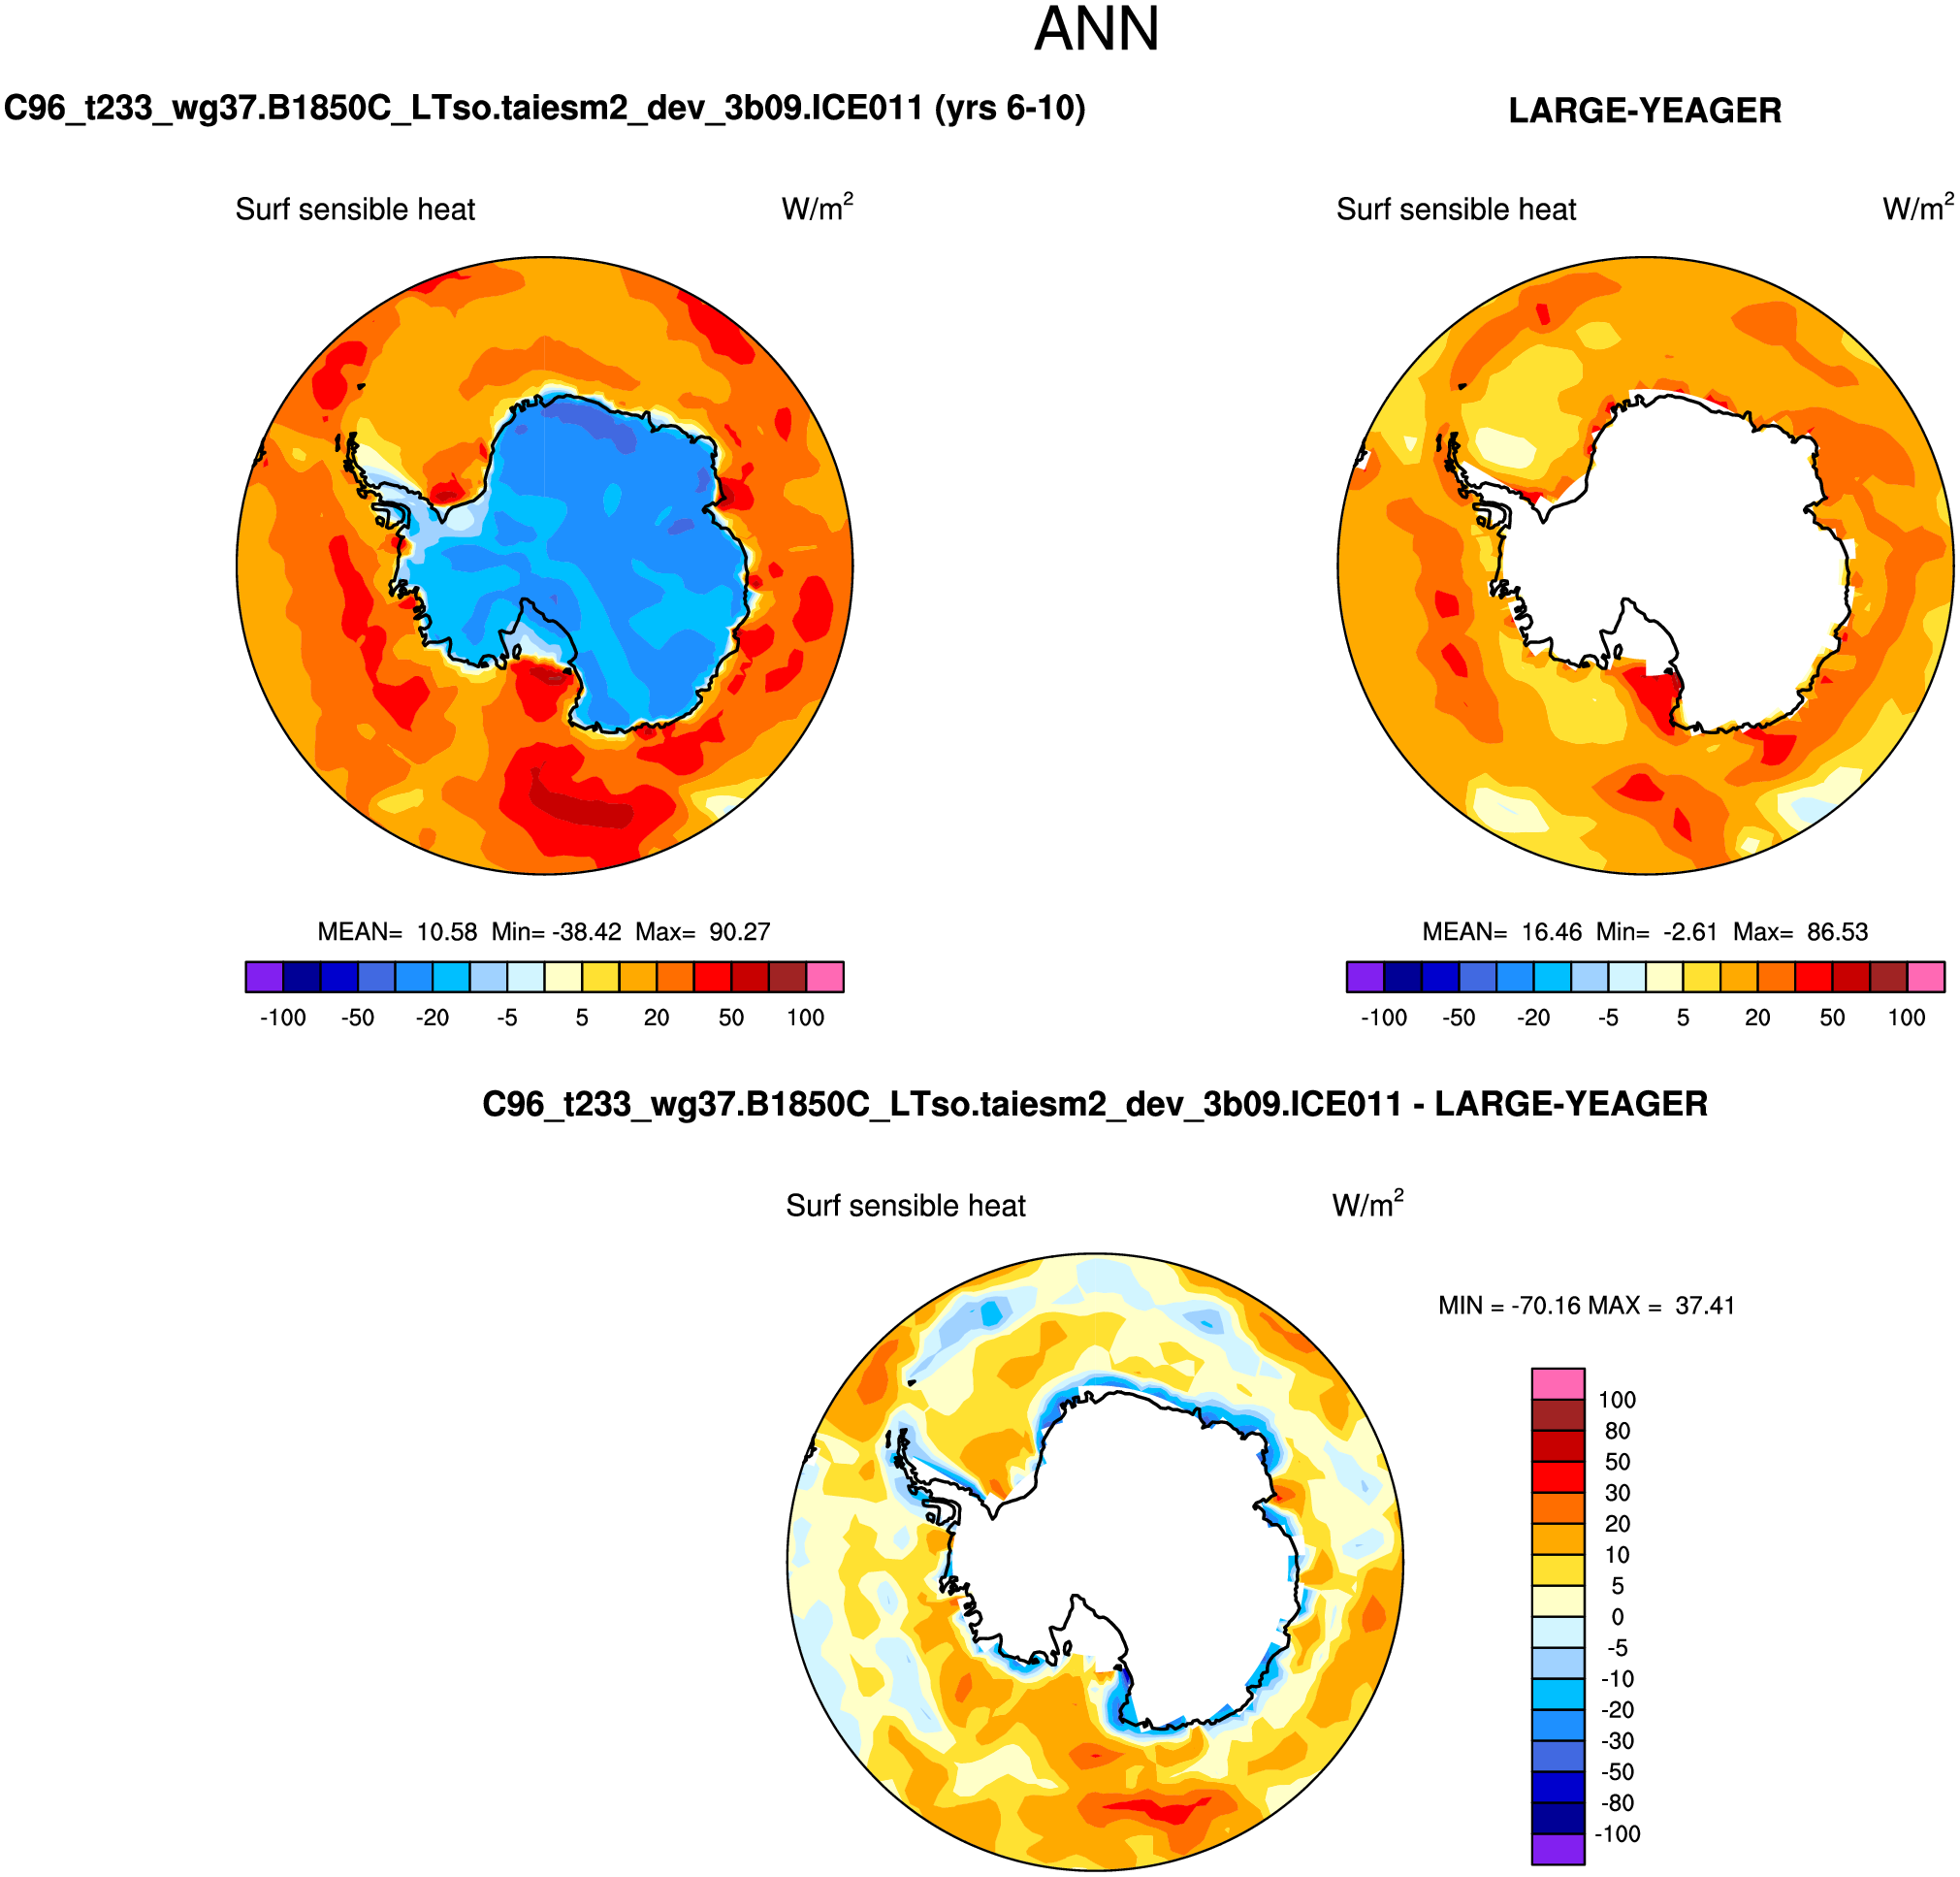 ANN
C96_t233_wg37.B1850C_LTso.taiesm2_dev_3b09.ICE011 (yrs 6-10)
LARGE-YEAGER
Surf sensible heat W/m²
Surf sensible heat W/m²
MEAN= 10.58 Min= -38.42 Max= 90.27
MEAN= 16.46 Min= -2.61 Max= 86.53
-100 -50 -20 -5 5 20 50 100
-100 -50 -20 -5 5 20 50 100
C96_t233_wg37.B1850C_LTso.taiesm2_dev_3b09.ICE011 - LARGE-YEAGER
Surf sensible heat W/m²
MIN = -70.16 MAX = 37.41
100
80
50
30
20
10
5
0
-5
-10
-20
-30
-50
-80
-100